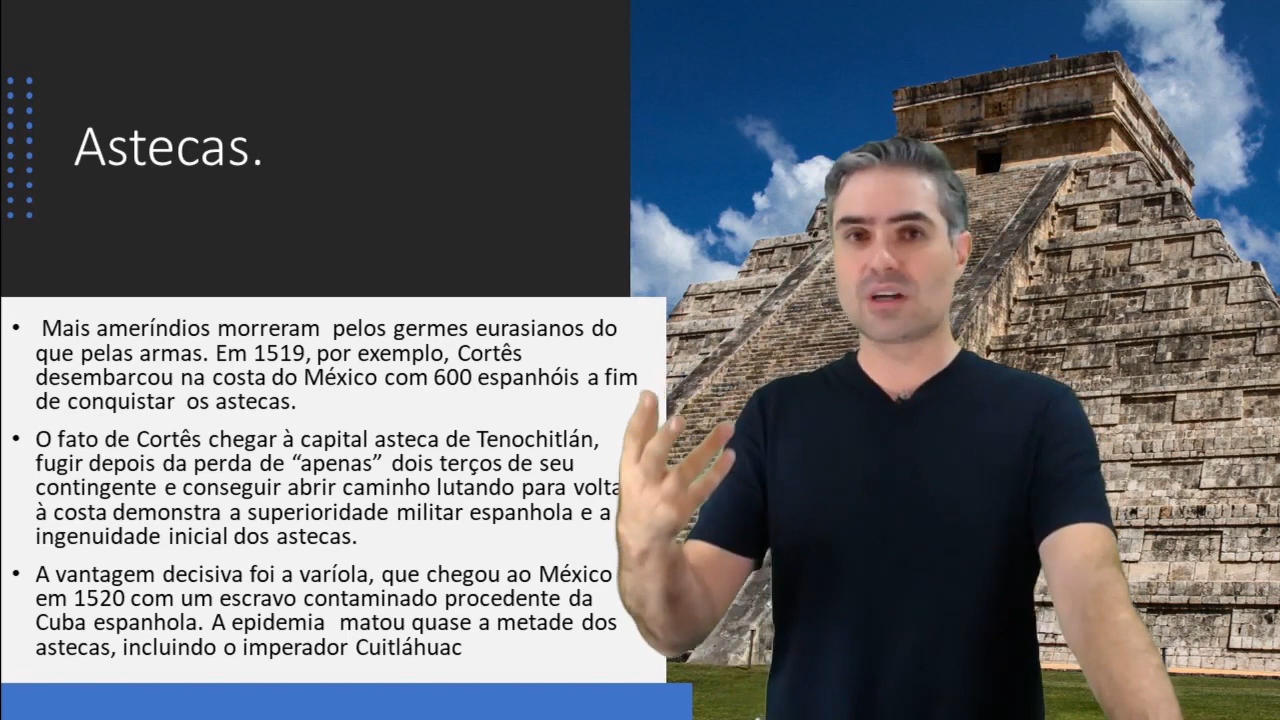 Astecas.
• Mais ameríndios morreram pelos germes eurasianos do
que pelas armas. Em 1519, por exemplo, Cortês
desembarcou na costa do México com 600 espanhóis a fim
de conquistar os astecas.
• O fato de Cortês chegar à capital asteca de Tenochitlán,
fugir depois da perda de “apenas” dois terços de seu
contingente e conseguir abrir caminho lutando para volta
à costa demonstra a superioridade militar espanhola e a
ingenuidade inicial dos astecas.
• A vantagem decisiva foi a varíola, que chegou ao México
em 1520 com um escravo contaminado procedente da
Cuba espanhola. A epidemia matou quase a metade dos
astecas, incluindo o imperador Cuitláhuac